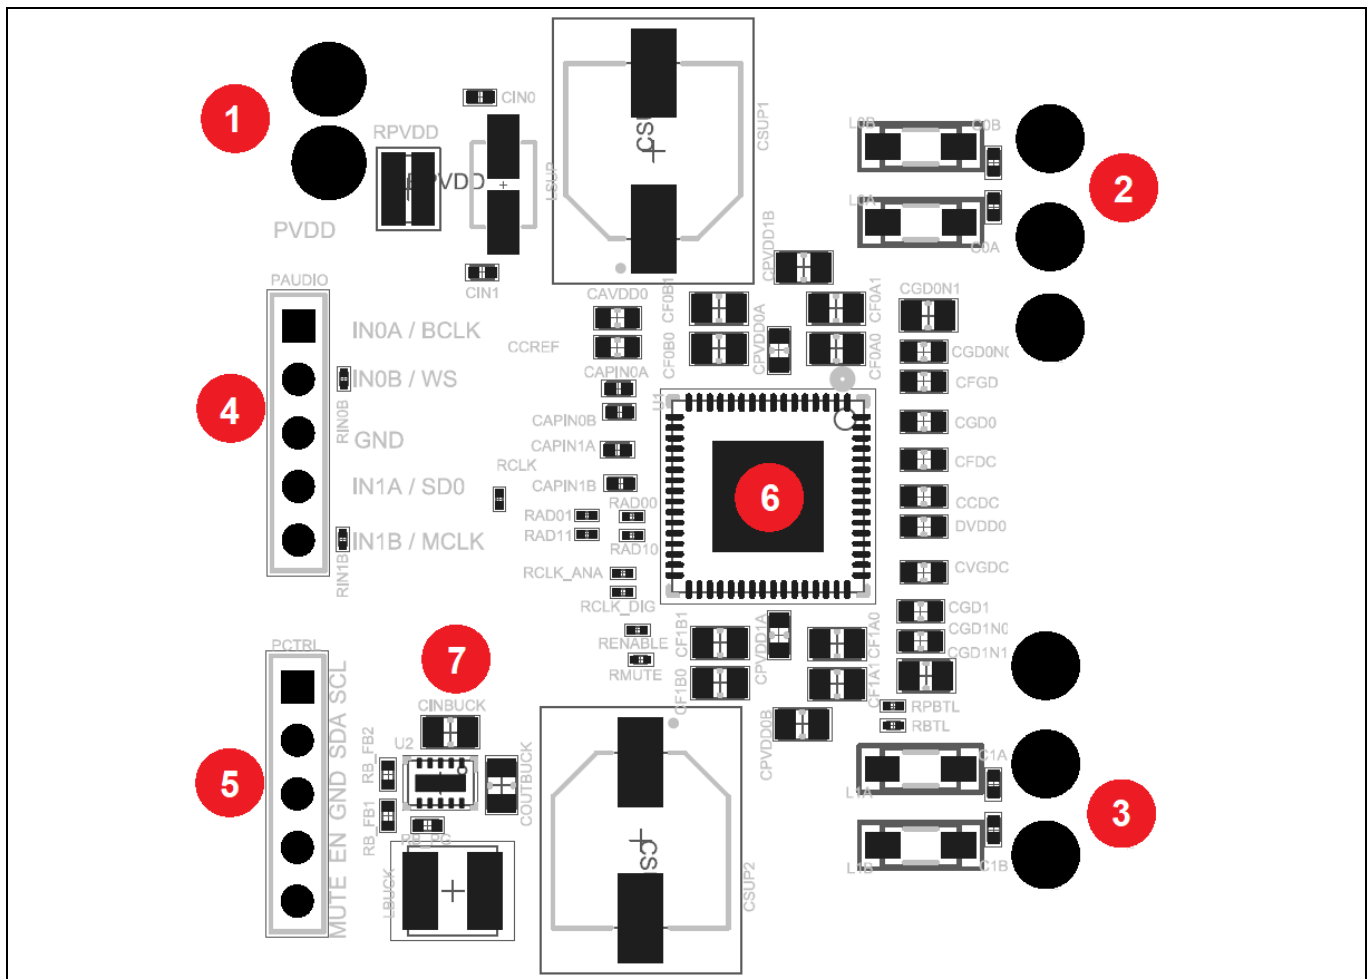 1
CIN0
RPVDD
RPVDD
LSUP
CSUP1
L0B
C0B
2
L0A
C0A
PVDD
CIN1
CPVDD1B
PAUDIO
IN0A / BCLK
CAVDD0
CCREF
CF0B1
CF0B0
CPVDD0A
CF0A1
CF0A0
CGD0N1
CGD0N0
4
IN0B / WS
RIN0B
CAPIN0A
CFGD
U1
GND
CAPIN0B
CGD0
CAPIN1A
CFDC
RCLK
IN1A / SD0
CAPIN1B
6
CCDC
RAD01
RAD00
DVDD0
IN1B / MCLK
RIN1B
RAD11
RAD10
RCLK_ANA
CVGDC
RCLK_DIG
CGD1
RENABLE
CF1B1
CPVDD1A
CF1A0
CGD1N0
PCTRL
7
RMUTE
CF1B0
CF1A1
CGD1N1
CINBUCK
RPBTL
RBTL
5
MUTE EN GND SDA SCL
U2
RB_FB2
RB_FB1
COUTBUCK
CPVDD0B
C1A
L1A
3
RB_PG
LBUCK
CS
CSUP2
L1B
C1B